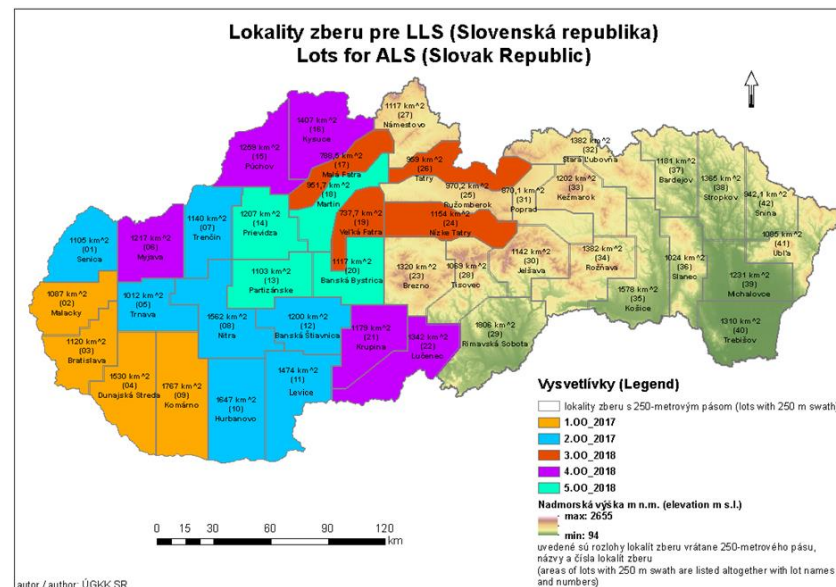 Lokality zberu pre LLS (Slovenská republika)
Lots for ALS (Slovak Republic)
1117 km^2
(27)
Námestovo
1407 km^2
(16)
Kysuce
1259 km^2
(15)
Púchov
788,5 km^2
(17)
Malá Fatra
951,7 km^2
(18)
Martin
959 km^2
(26)
Tatry
970,2 km^2
(25)
Ružomberok
870,1 km^2
(31)
Poprad
1382 km^2
(32)
Stará Ľubovňa
1202 km^2
(33)
Kežmarok
1181 km^2
(37)
Bardejov
1365 km^2
(38)
Stropkov
942,1 km^2
(42)
Snina
1085 km^2
(41)
Ubľa
1105 km^2
(01)
Senica
1217 km^2
(06)
Myjava
1140 km^2
(07)
Trenčín
1207 km^2
(14)
Prievidza
737,7 km^2
(19)
Veľká Fatra
1154 km^2
(24)
Nízke Tatry
1142 km^2
(30)
Jelšava
1382 km^2
(34)
Rožňava
1024 km^2
(36)
Slanec
1231 km^2
(39)
Michalovce
1087 km^2
(02)
Malacky
1012 km^2
(05)
Trnava
1103 km^2
(13)
Partizánske
1117 km^2
(20)
Banská Bystrica
1320 km^2
(23)
Brezno
1069 km^2
(28)
Tisovec
1578 km^2
(35)
Košice
1310 km^2
(40)
Trebišov
1120 km^2
(03)
Bratislava
1562 km^2
(08)
Nitra
1200 km^2
(12)
Banská Štiavnica
1179 km^2
(21)
Krupina
1342 km^2
(22)
Lučenec
1806 km^2
(29)
Rimavská Sobota
1530 km^2
(04)
Dunajská Streda
1767 km^2
(09)
Komárno
1647 km^2
(10)
Hurbanovo
1474 km^2
(11)
Levice
Vysvetlívky (Legend)
lokality zberu s 250-metrovým pásom (lots with 250 m swath)
1.OO_2017
2.OO_2017
3.OO_2018
4.OO_2018
5.OO_2018
Nadmorská výška m n.m. (elevation m s.l.)
max: 2655
min: 94
uvedené sú rozlohy lokalít zberu vrátane 250-metrového pásu,
názvy a čísla lokalít zberu
(areas of lots with 250 m swath are listed altogether with lot names
and numbers)
0 15 30 60 90 120
km
autor / author: ÚGKK SR